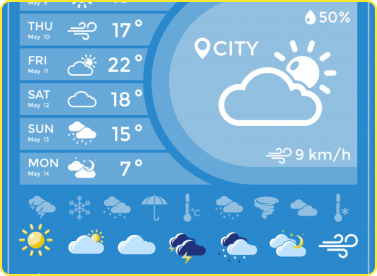 THU
May 10
17°
FRI
May 11
22°
SAT
May 12
18°
SUN
May 13
15°
MON
May 14
7°
50%
CITY
9 km/h
°C